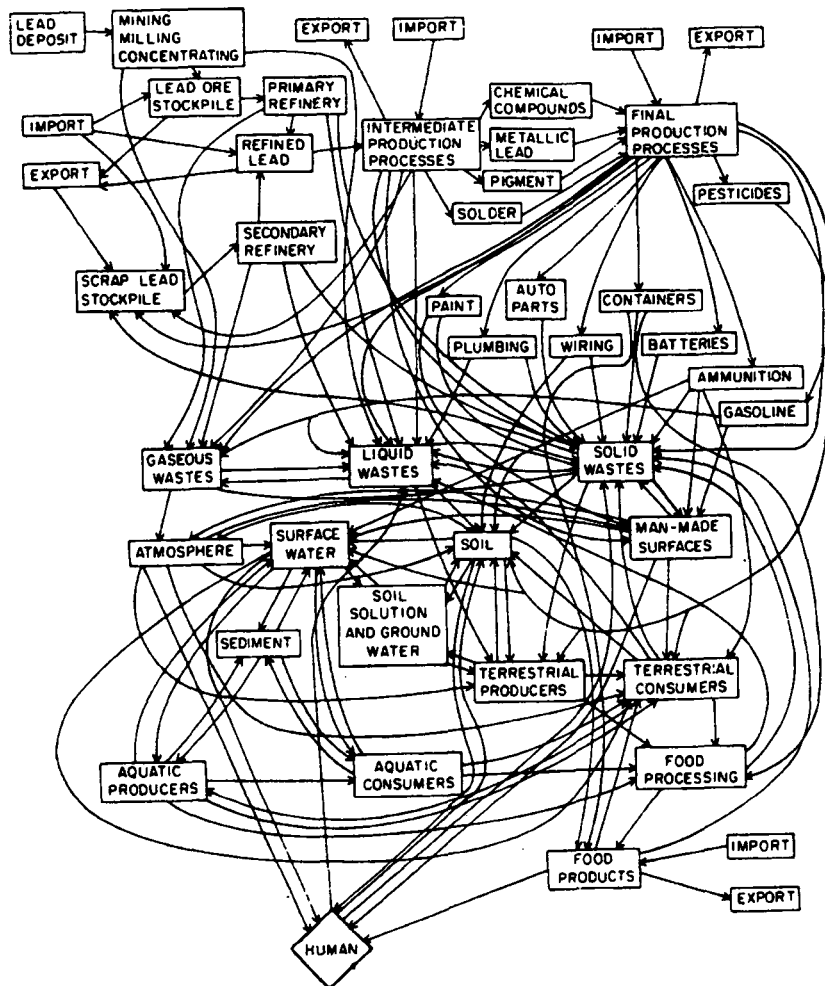 LEAD
DEPOSIT
MINING
MILLING
CONCENTRATING
EXPORT
IMPORT
IMPORT
EXPORT
LEAD ORE
STOCKPILE
PRIMARY
REFINERY
CHEMICAL
COMPOUNDS
IMPORT
REFINED
LEAD
INTERMEDIATE
PRODUCTION
PROCESSES
METALLIC
LEAD
FINAL
PRODUCTION
PROCESSES
EXPORT
PIGMENT
PESTICIDES
SOLDER
SECONDARY
REFINERY
SCRAP LEAD
STOCKPILE
PAINT
AUTO
PARTS
CONTAINERS
PLUMBING
WIRING
BATTERIES
AMMUNITION
GASOLINE
GASEOUS
WASTES
LIQUID
WASTES
SOLID
WASTES
ATMOSPHERE
SURFACE
WATER
SOIL
MAN-MADE
SURFACES
SOIL
SOLUTION
AND GROUND
WATER
SEDIMENT
TERRESTRIAL
PRODUCERS
TERRESTRIAL
CONSUMERS
AQUATIC
PRODUCERS
AQUATIC
CONSUMERS
FOOD
PROCESSING
FOOD
PRODUCTS
IMPORT
EXPORT
HUMAN